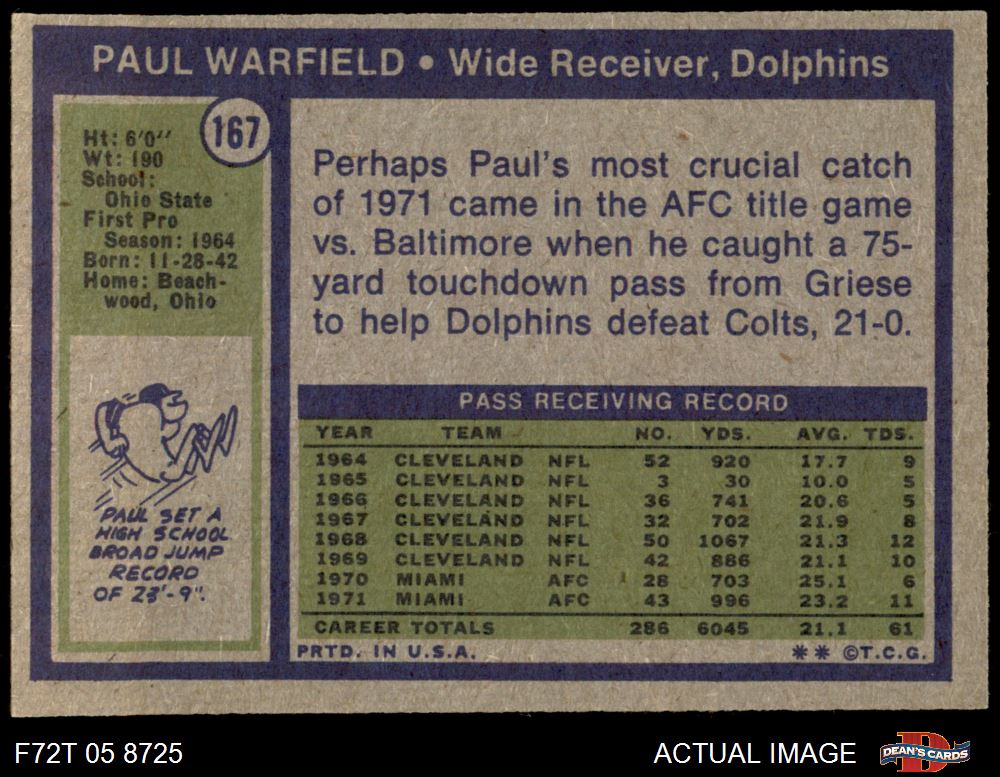 PAUL WARFIELD • Wide Receiver, Dolphins
167
Ht: 6'0''
Wt: 190
School:
Ohio State
First Pro
Season: 1964
Born: 11-28-42
Home: Beach-
wood, Ohio
PAUL SET A
HIGH SCHOOL
BROAD JUMP
RECORD
OF 23'-9".
Perhaps Paul's most crucial catch
of 1971 came in the AFC title game
vs. Baltimore when he caught a 75-
yard touchdown pass from Griese
to help Dolphins defeat Colts, 21-0.
PASS RECEIVING RECORD
YEAR TEAM NO. YDS. AVG. TDS.
1964 CLEVELAND NFL 52 920 17.7 9
1965 CLEVELAND NFL 3 30 10.0 5
1966 CLEVELAND NFL 36 741 20.6 5
1967 CLEVELAND NFL 32 702 21.9 8
1968 CLEVELAND NFL 50 1067 21.3 12
1969 CLEVELAND NFL 42 886 21.1 10
1970 MIAMI AFC 28 703 25.1 6
1971 MIAMI AFC 43 996 23.2 11
CAREER TOTALS 286 6045 21.1 61
PRTD. IN U.S.A. ** ©T.C.G.
F72T 05 8725
ACTUAL IMAGE
DEAN'S CARDS